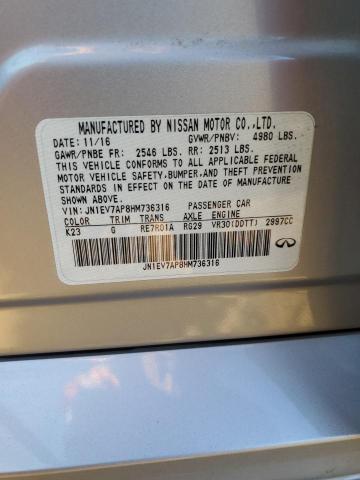 MANUFACTURED BY NISSAN MOTOR CO.,LTD.
DATE: 11/16 GVWR/PNBV: 4980 LBS.
GAWR/PNBE FR: 2546 LBS. RR: 2513 LBS.
THIS VEHICLE CONFORMS TO ALL APPLICABLE FEDERAL
MOTOR VEHICLE SAFETY,BUMPER,AND THEFT PREVENTION
STANDARDS IN EFFECT ON THE DATE OF MANUFACTURE
SHOWN ABOVE.
VIN: JN1EV7AP8HM736316 PASSENGER CAR
COLOR TRIM TRANS AXLE ENGINE
K23 G RE7R01A RG29 VR30(DDTT) 2997CC
JN1EV7AP8HM736316